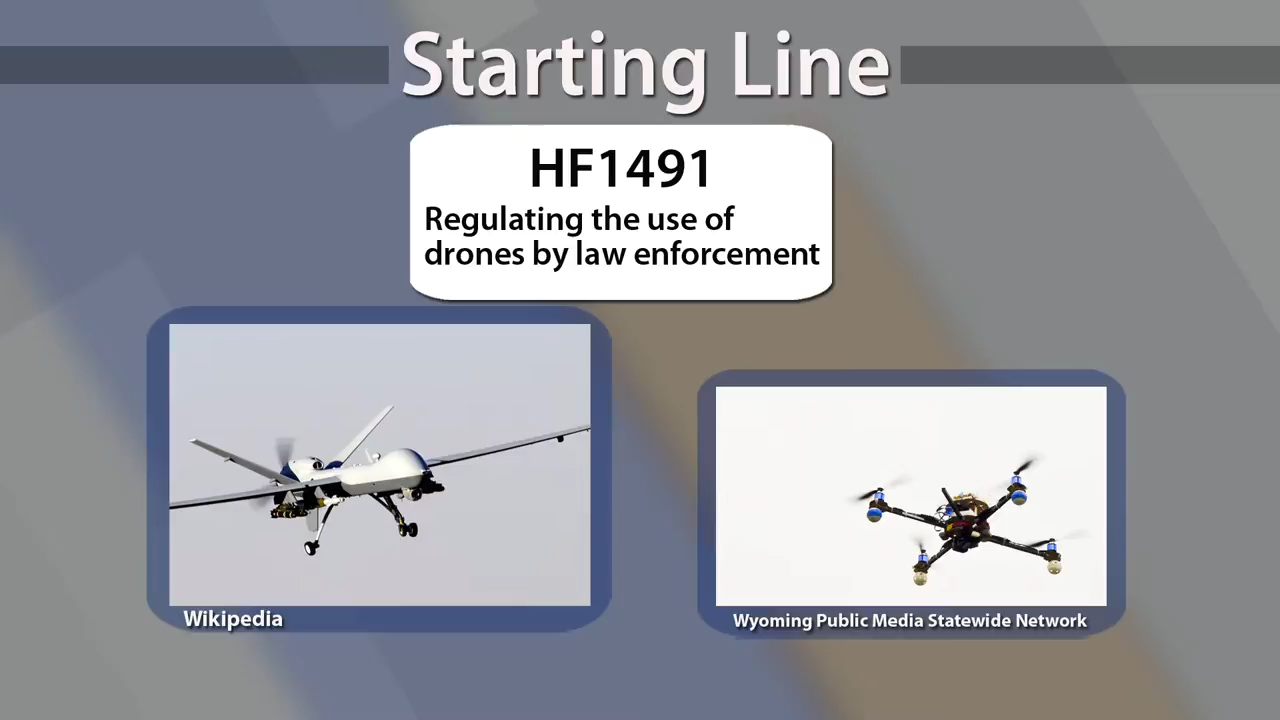 Starting Line
HF1491
Regulating the use of
drones by law enforcement
Wikipedia
Wyoming Public Media Statewide Network